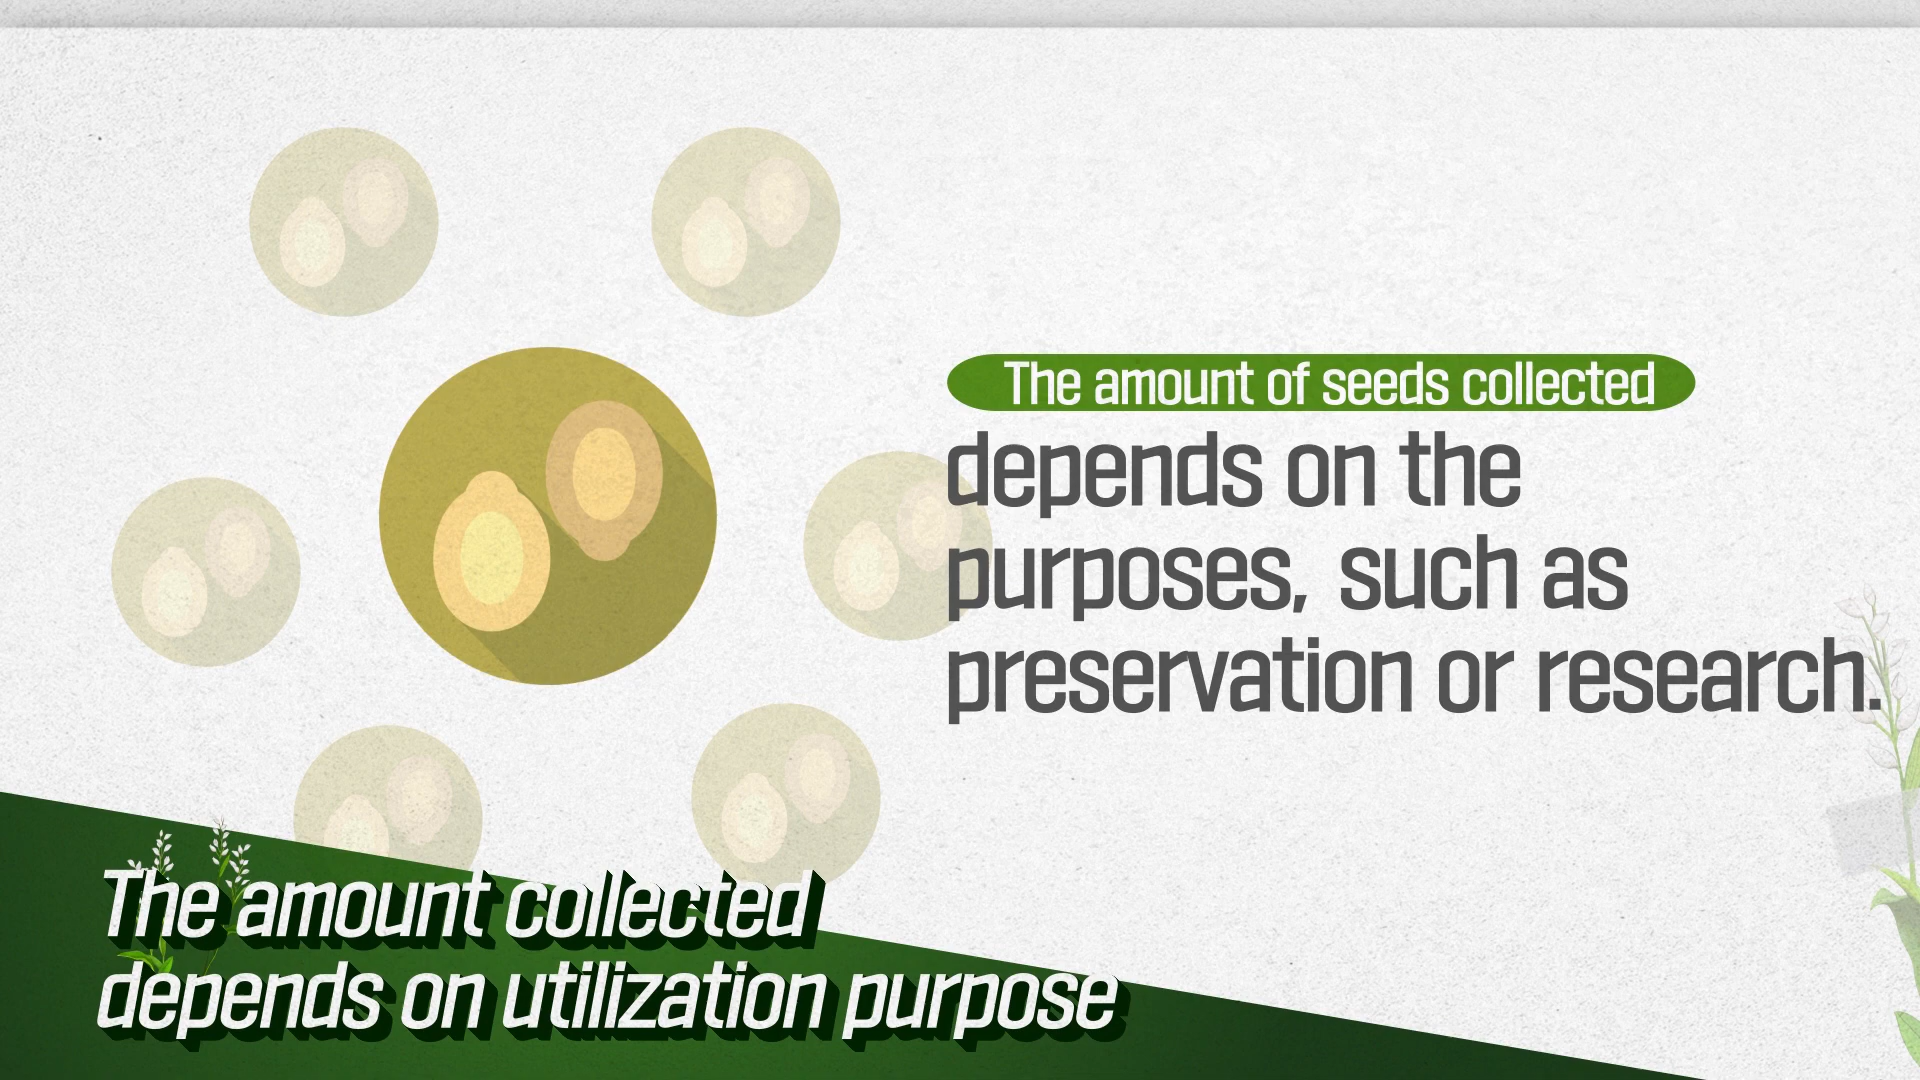 The amount of seeds collected
depends on the
purposes, such as
preservation or research.
The amount collected
depends on utilization purpose